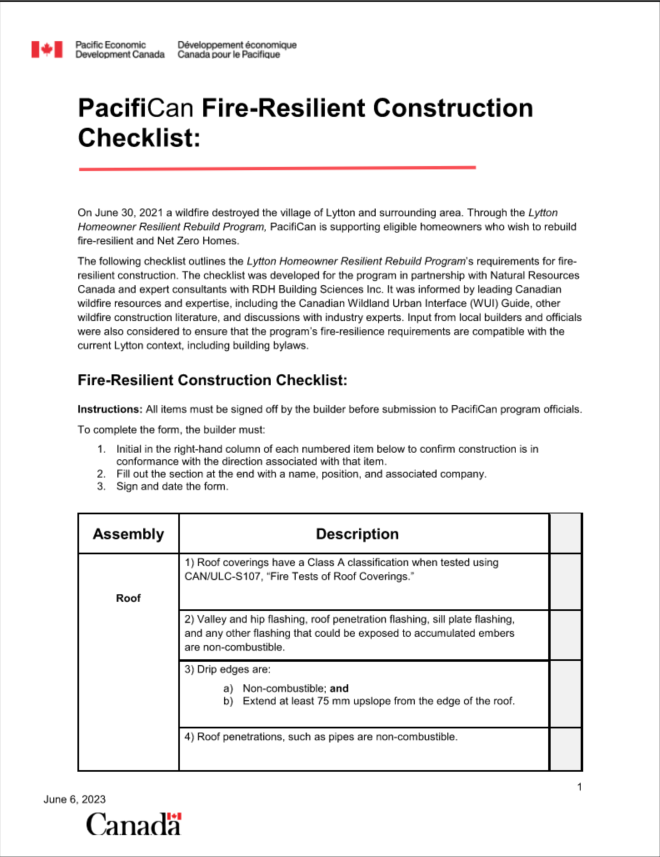 Pacific Economic
Development Canada
Développement économique
Canada pour le Pacifique
PacifiCan Fire-Resilient Construction
Checklist:
On June 30, 2021 a wildfire destroyed the village of Lytton and surrounding area. Through the Lytton
Homeowner Resilient Rebuild Program, PacifiCan is supporting eligible homeowners who wish to rebuild
fire-resilient and Net Zero Homes.
The following checklist outlines the Lytton Homeowner Resilient Rebuild Program's requirements for fire-
resilient construction. The checklist was developed for the program in partnership with Natural Resources
Canada and expert consultants with RDH Building Sciences Inc. It was informed by leading Canadian
wildfire resources and expertise, including the Canadian Wildland Urban Interface (WUI) Guide, other
wildfire construction literature, and discussions with industry experts. Input from local builders and officials
were also considered to ensure that the program's fire-resilience requirements are compatible with the
current Lytton context, including building bylaws.
Fire-Resilient Construction Checklist:
Instructions: All items must be signed off by the builder before submission to PacifiCan program officials.
To complete the form, the builder must:
1. Initial in the right-hand column of each numbered item below to confirm construction is in
conformance with the direction associated with that item.
2. Fill out the section at the end with a name, position, and associated company.
3. Sign and date the form.
Assembly
Description
Roof
1) Roof coverings have a Class A classification when tested using
CAN/ULC-S107, “Fire Tests of Roof Coverings.”
2) Valley and hip flashing, roof penetration flashing, sill plate flashing,
and any other flashing that could be exposed to accumulated embers
are non-combustible.
3) Drip edges are:
a) Non-combustible; and
b) Extend at least 75 mm upslope from the edge of the roof.
4) Roof penetrations, such as pipes are non-combustible.
1
June 6, 2023
Canada